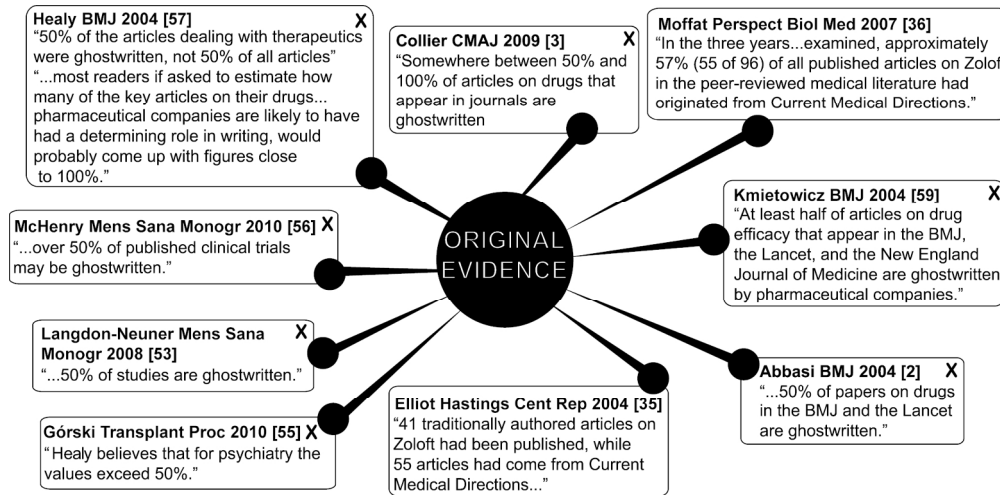 Healy BMJ 2004 [57] X
“50% of the articles dealing with therapeutics
were ghostwritten, not 50% of all articles”
“...most readers if asked to estimate how
many of the key articles on their drugs...
pharmaceutical companies are likely to have
had a determining role in writing, would
probably come up with figures close
to 100%.”
Collier CMAJ 2009 [3] X
“Somewhere between 50% and
100% of articles on drugs that
appear in journals are
ghostwritten
Moffat Perspect Biol Med 2007 [36]
“In the three years...examined, approximately
57% (55 of 96) of all published articles on Zolof
in the peer-reviewed medical literature had
originated from Current Medical Directions.”
McHenry Mens Sana Monogr 2010 [56] X
“...over 50% of published clinical trials
may be ghostwritten.”
ORIGINAL
EVIDENCE
Kmietowicz BMJ 2004 [59] X
“At least half of articles on drug
efficacy that appear in the BMJ,
the Lancet, and the New England
Journal of Medicine are ghostwritten
by pharmaceutical companies.”
Langdon-Neuner Mens Sana X
Monogr 2008 [53]
“...50% of studies are ghostwritten.”
Górski Transplant Proc 2010 [55] X
“Healy believes that for psychiatry the
values exceed 50%.”
Elliot Hastings Cent Rep 2004 [35]
“41 traditionally authored articles on
Zoloft had been published, while
55 articles had come from Current
Medical Directions...”
Abbasi BMJ 2004 [2] X
“...50% of papers on drugs
in the BMJ and the Lancet
are ghostwritten.”